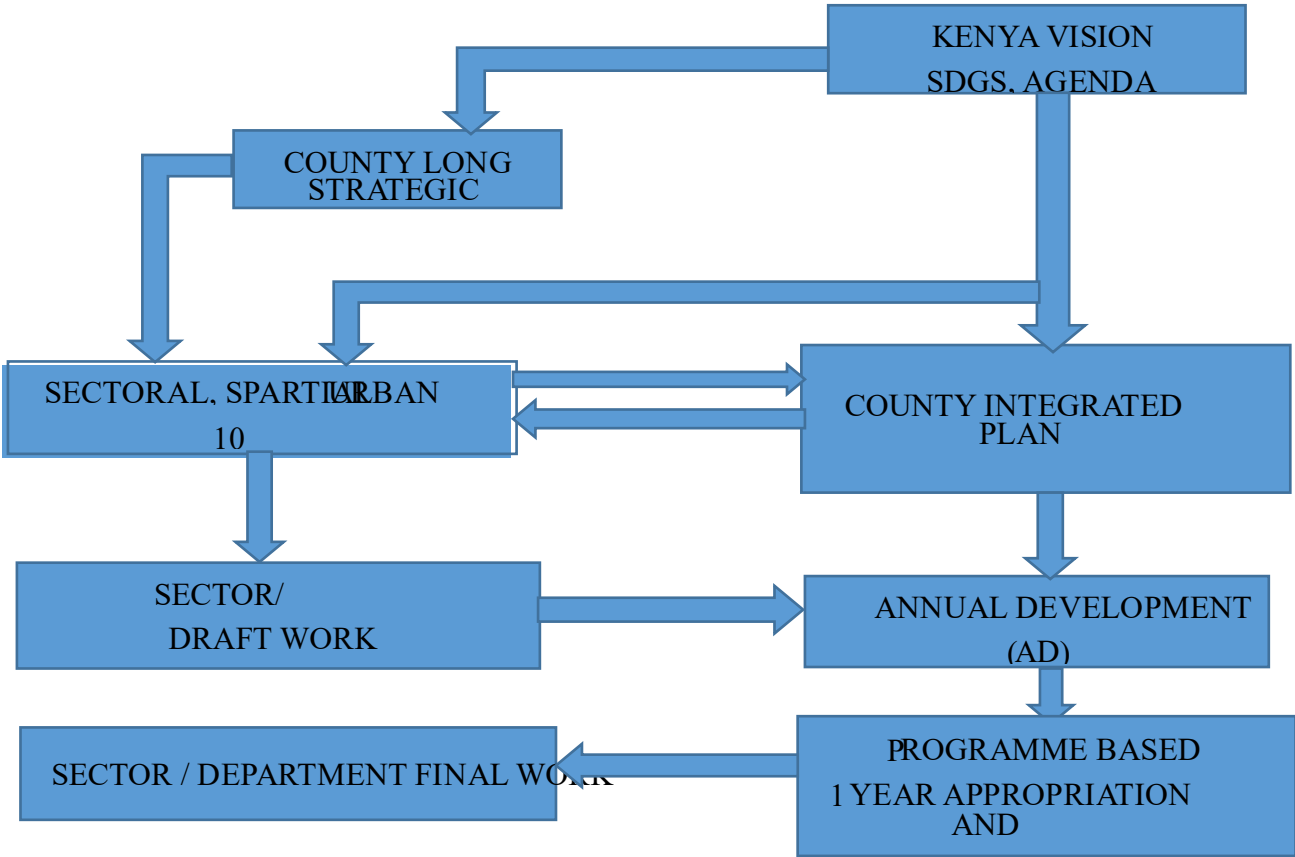 KENYA VISION
SDGS, AGENDA
COUNTY LONG
STRATEGIC
SECTORAL, SPARTIAL URBAN
10
COUNTY INTEGRATED
PLAN
SECTOR/
DRAFT WORK
ANNUAL DEVELOPMENT
(AD)
SECTOR / DEPARTMENT FINAL WORK
PROGRAMME BASED
1 YEAR APPROPRIATION
AND